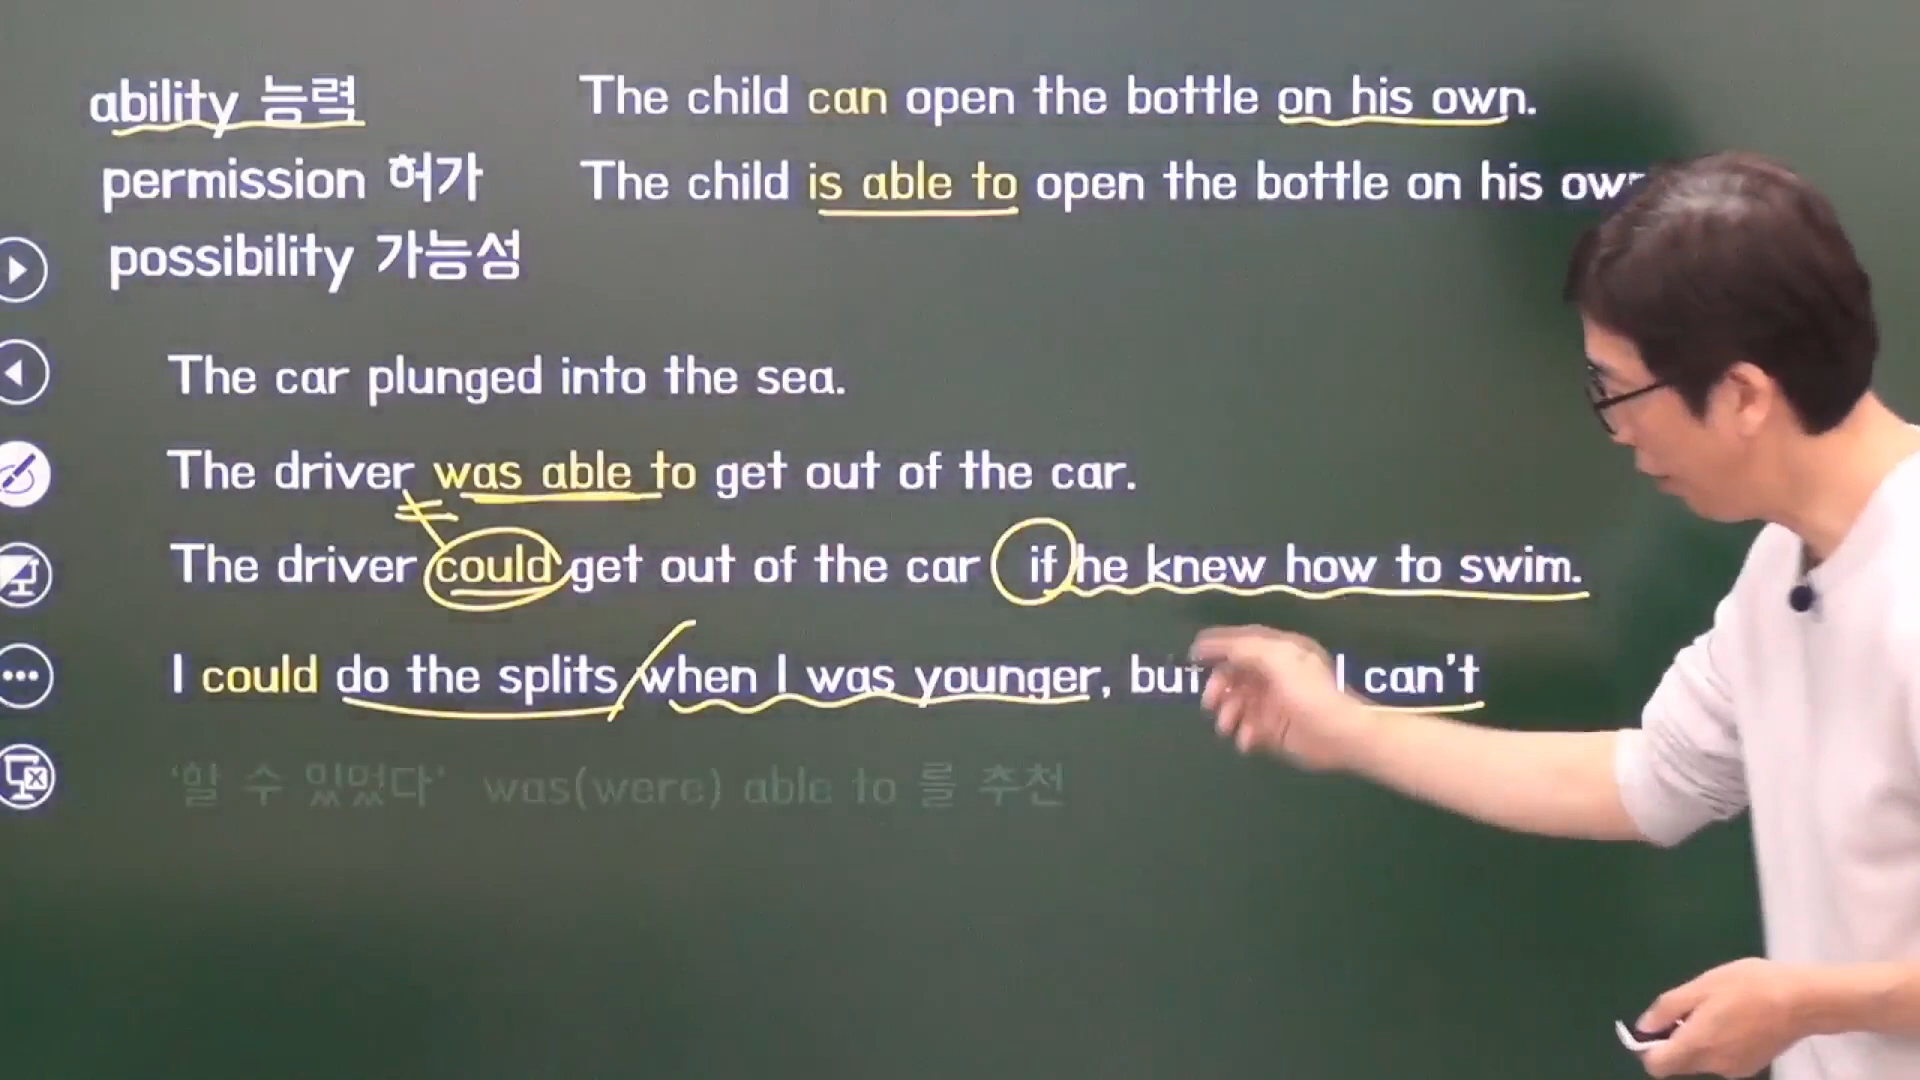 ability 능력
The child can open the bottle on his own.
permission 허가
The child is able to open the bottle on his own
possibility 가능성
The car plunged into the sea.
The driver was able to get out of the car.
The driver could get out of the car if he knew how to swim.
I could do the splits when I was younger, but I can't
'할 수 있었다' was(were) able to 를 추천